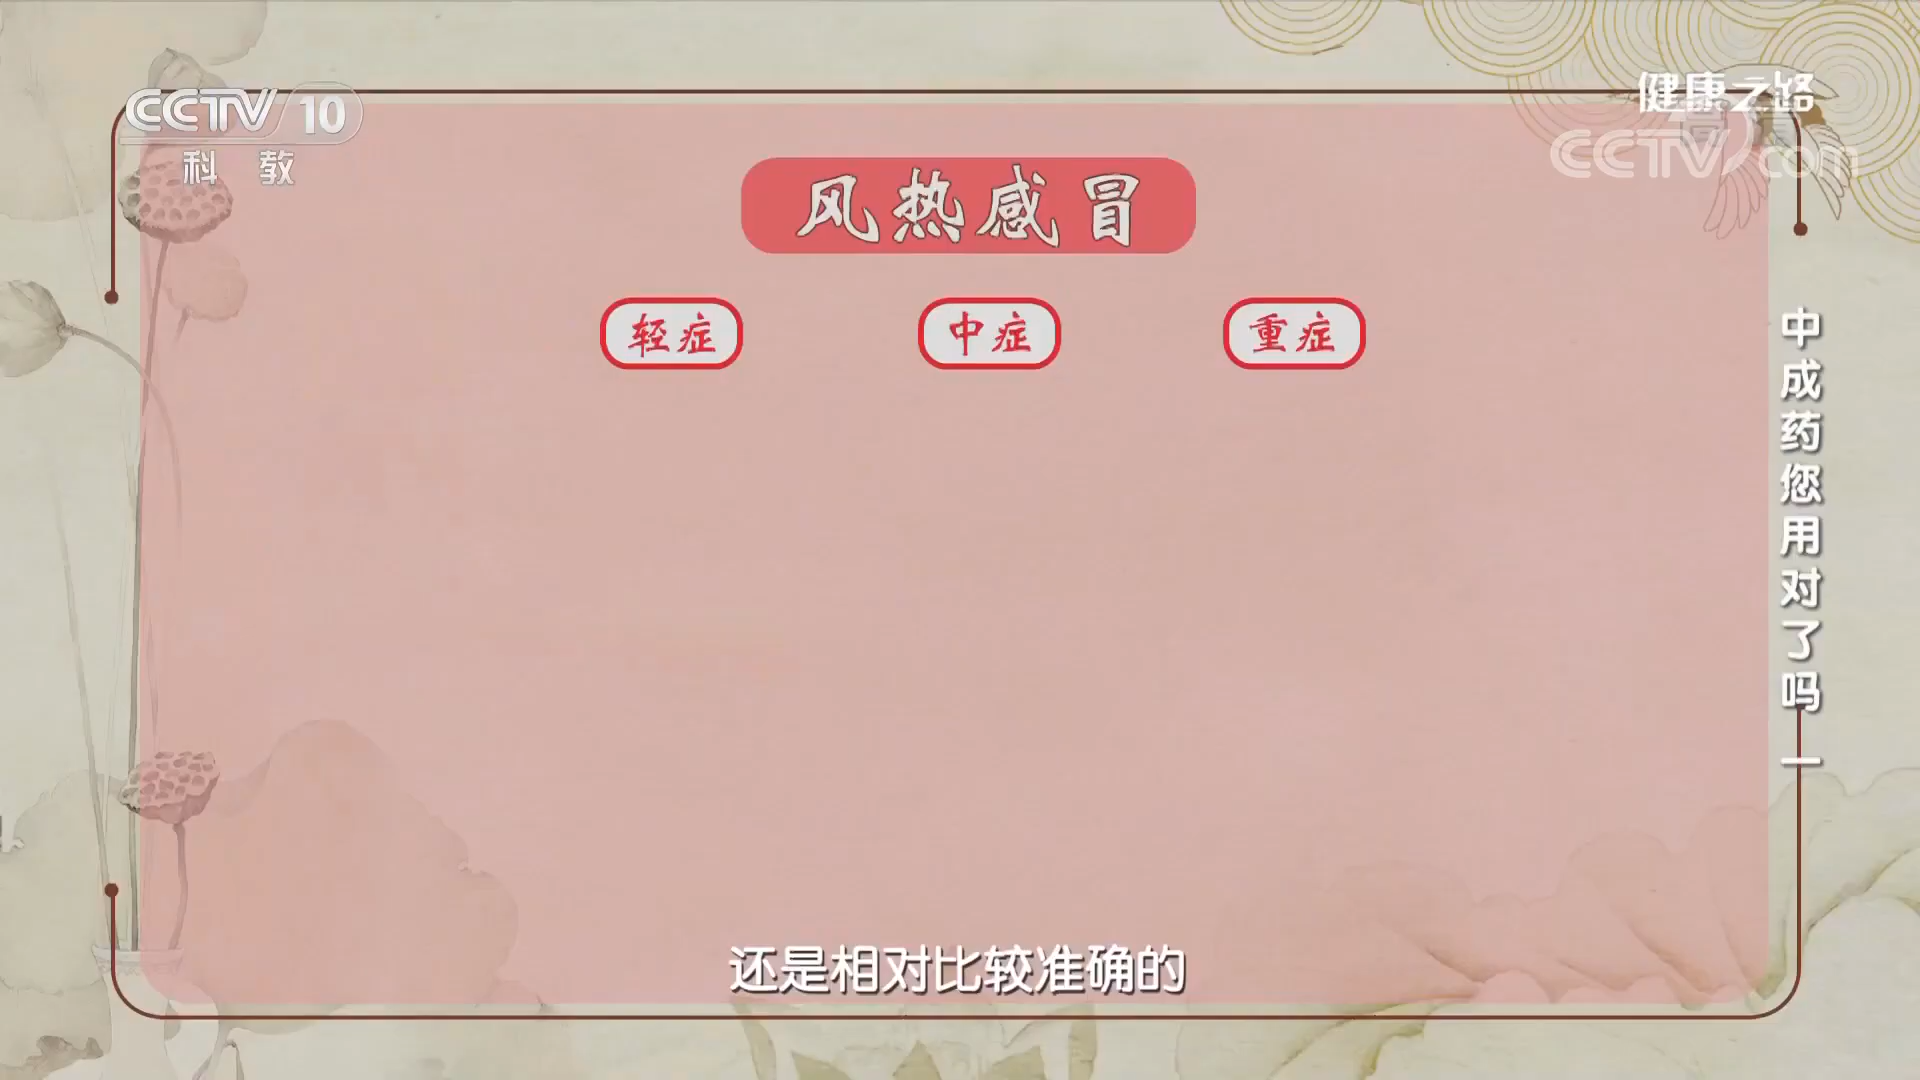 CCTV 10
科教
健康之路
CCTV.com
风热感冒
轻症
中症
重症
中成药您用对了吗 一
还是相对比较准确的